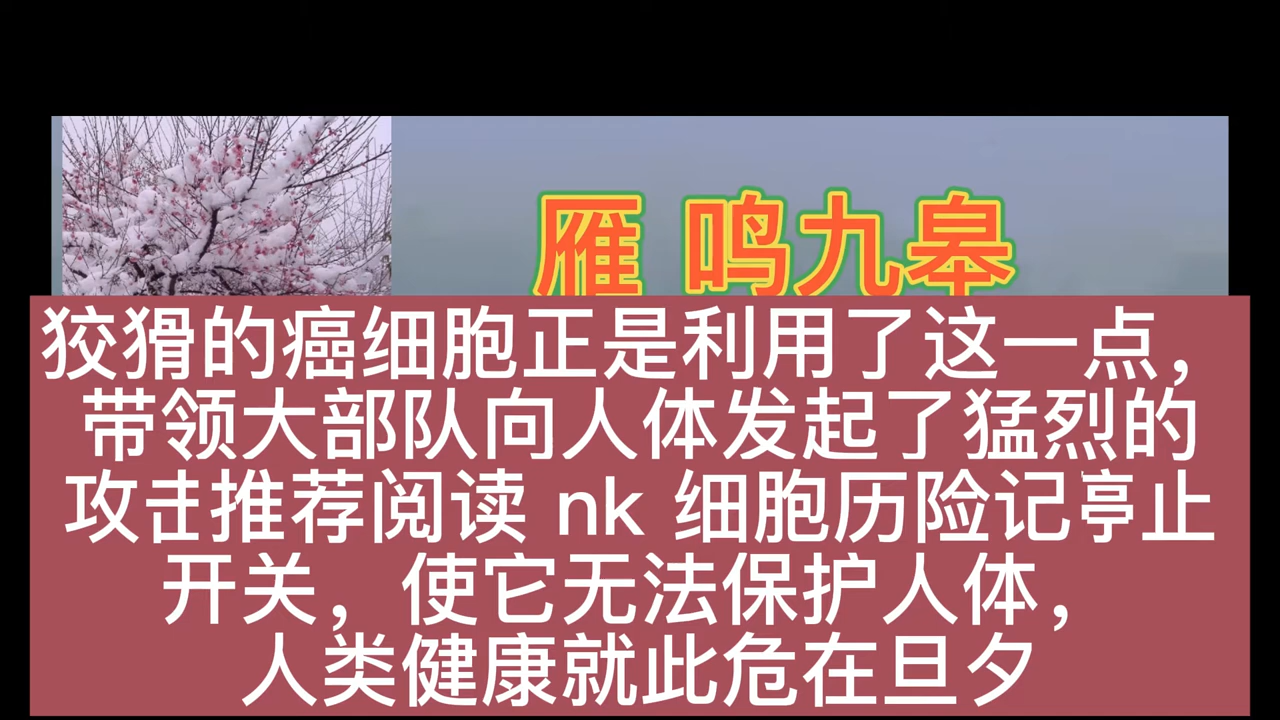 雁 鸣九皋
狡猾的癌细胞正是利用了这一点，
带领大部队向人体发起了猛烈的
攻击推荐阅读 nk 细胞历险记停止
开关，使它无法保护人体，
人类健康就此危在旦夕